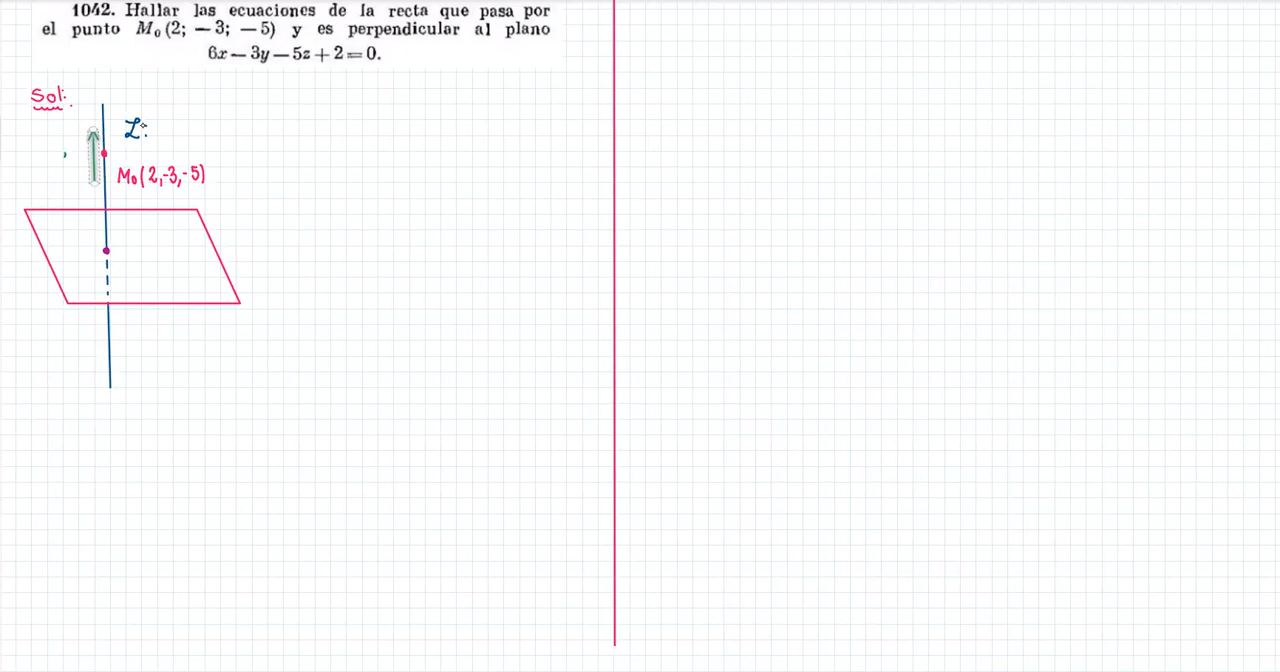 1042. Hallar las ecuaciones de la recta que pasa por
el punto M₀ (2; — 3; — 5) y es perpendicular al plano
6x — 3y — 5z + 2 = 0.
Sol:
L:
M₀(2,-3,-5)